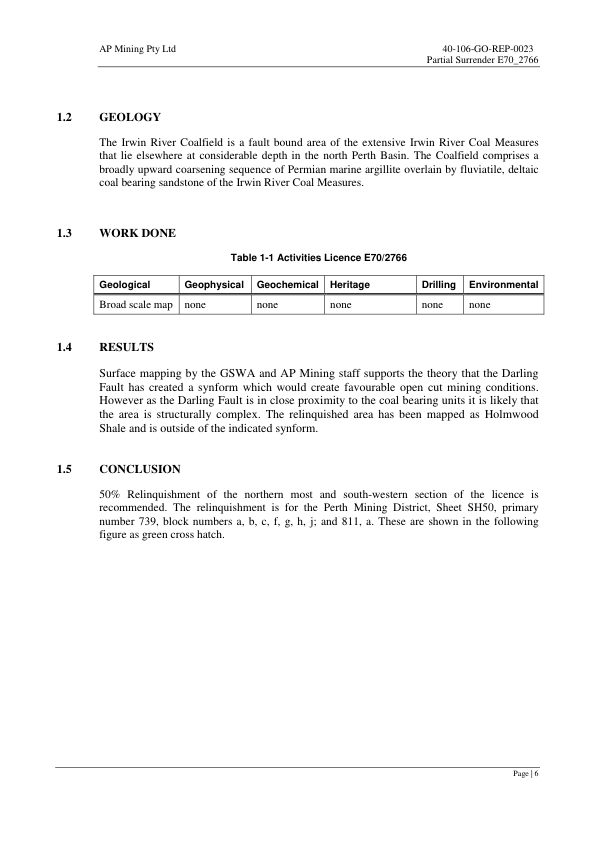 AP Mining Pty Ltd 40-106-GO-REP-0023
Partial Surrender E70_2766
1.2 GEOLOGY
The Irwin River Coalfield is a fault bound area of the extensive Irwin River Coal Measures
that lie elsewhere at considerable depth in the north Perth Basin. The Coalfield comprises a
broadly upward coarsening sequence of Permian marine argillite overlain by fluviatile, deltaic
coal bearing sandstone of the Irwin River Coal Measures.
1.3 WORK DONE
Table 1-1 Activities Licence E70/2766
Geological Geophysical Geochemical Heritage Drilling Environmental
Broad scale map none none none none none
1.4 RESULTS
Surface mapping by the GSWA and AP Mining staff supports the theory that the Darling
Fault has created a synform which would create favourable open cut mining conditions.
However as the Darling Fault is in close proximity to the coal bearing units it is likely that
the area is structurally complex. The relinquished area has been mapped as Holmwood
Shale and is outside of the indicated synform.
1.5 CONCLUSION
50% Relinquishment of the northern most and south-western section of the licence is
recommended. The relinquishment is for the Perth Mining District, Sheet SH50, primary
number 739, block numbers a, b, c, f, g, h, j; and 811, a. These are shown in the following
figure as green cross hatch.
Page | 6